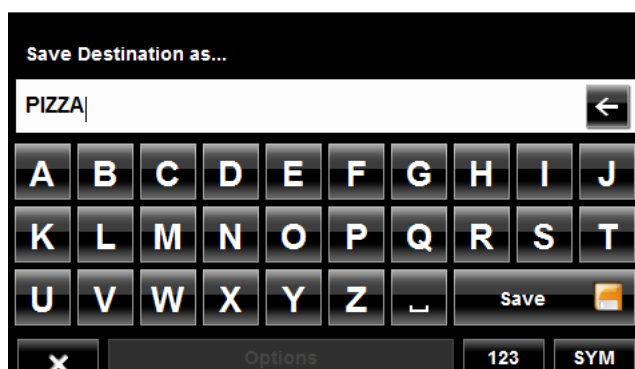 Save Destination as...
PIZZA
A B C D E F G H I J
K L M N O P Q R S T
U V W X Y Z Save
Options 123 SYM